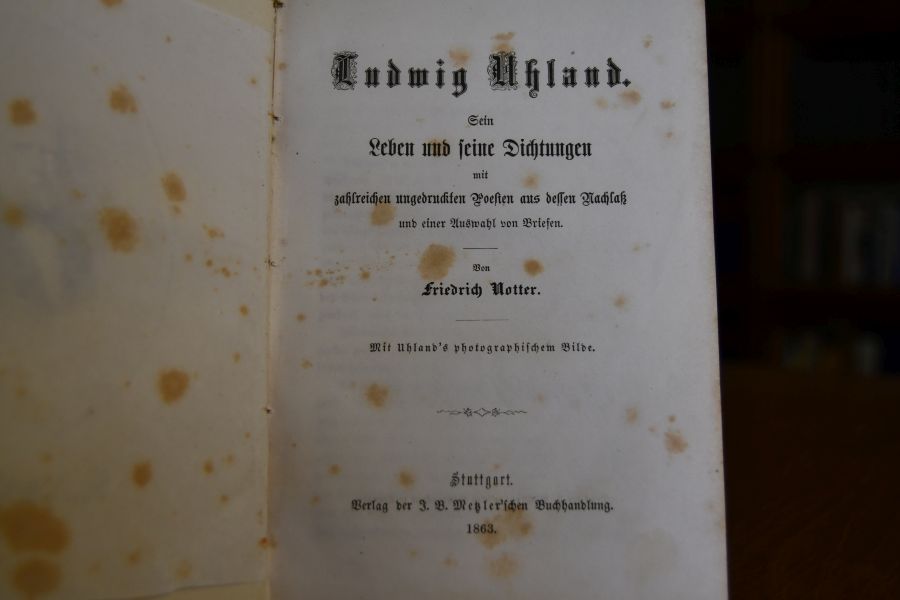 Ludwig Uhland.
Sein
Leben und seine Dichtungen
mit
zahlreichen ungedruckten Poesien aus dessen Nachlaß
und einer Auswahl von Briefen.
Von
Friedrich Notter.
Mit Uhland's photographischem Bilde.
Stuttgart.
Verlag der J. B. Metzler'schen Buchhandlung.
1863.